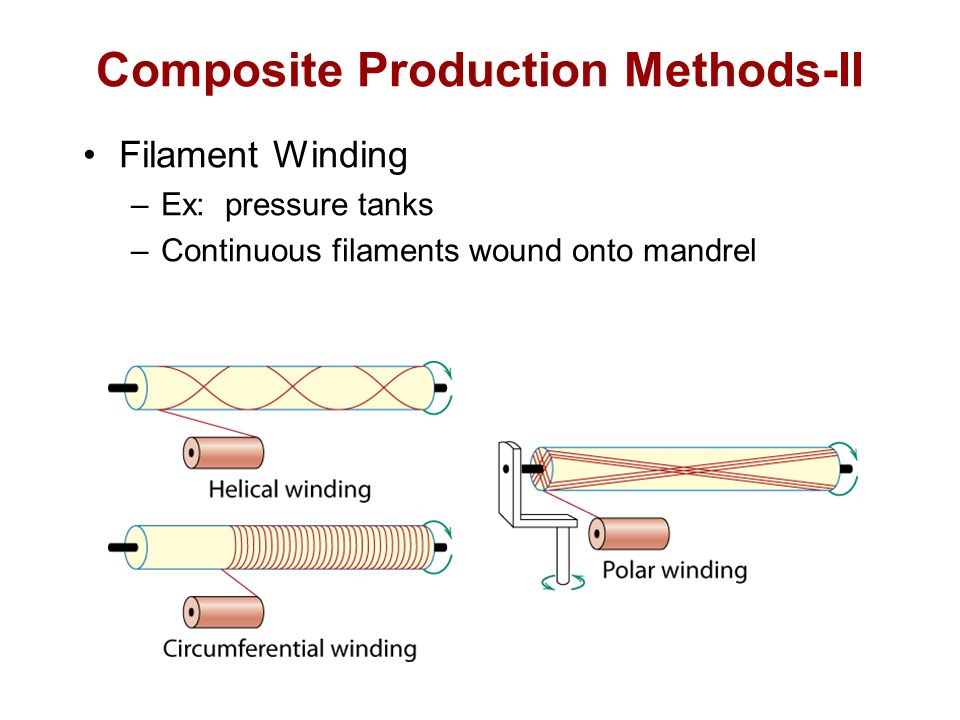 Composite Production Methods-II
• Filament Winding
– Ex: pressure tanks
– Continuous filaments wound onto mandrel
Helical winding
Circumferential winding
Polar winding